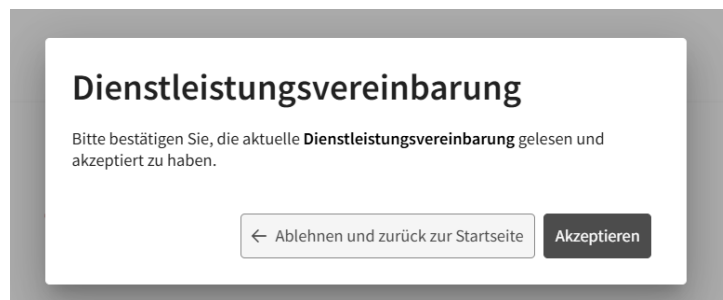 Dienstleistungsvereinbarung
Bitte bestätigen Sie, die aktuelle Dienstleistungsvereinbarung gelesen und
akzeptiert zu haben.
← Ablehnen und zurück zur Startseite
Akzeptieren